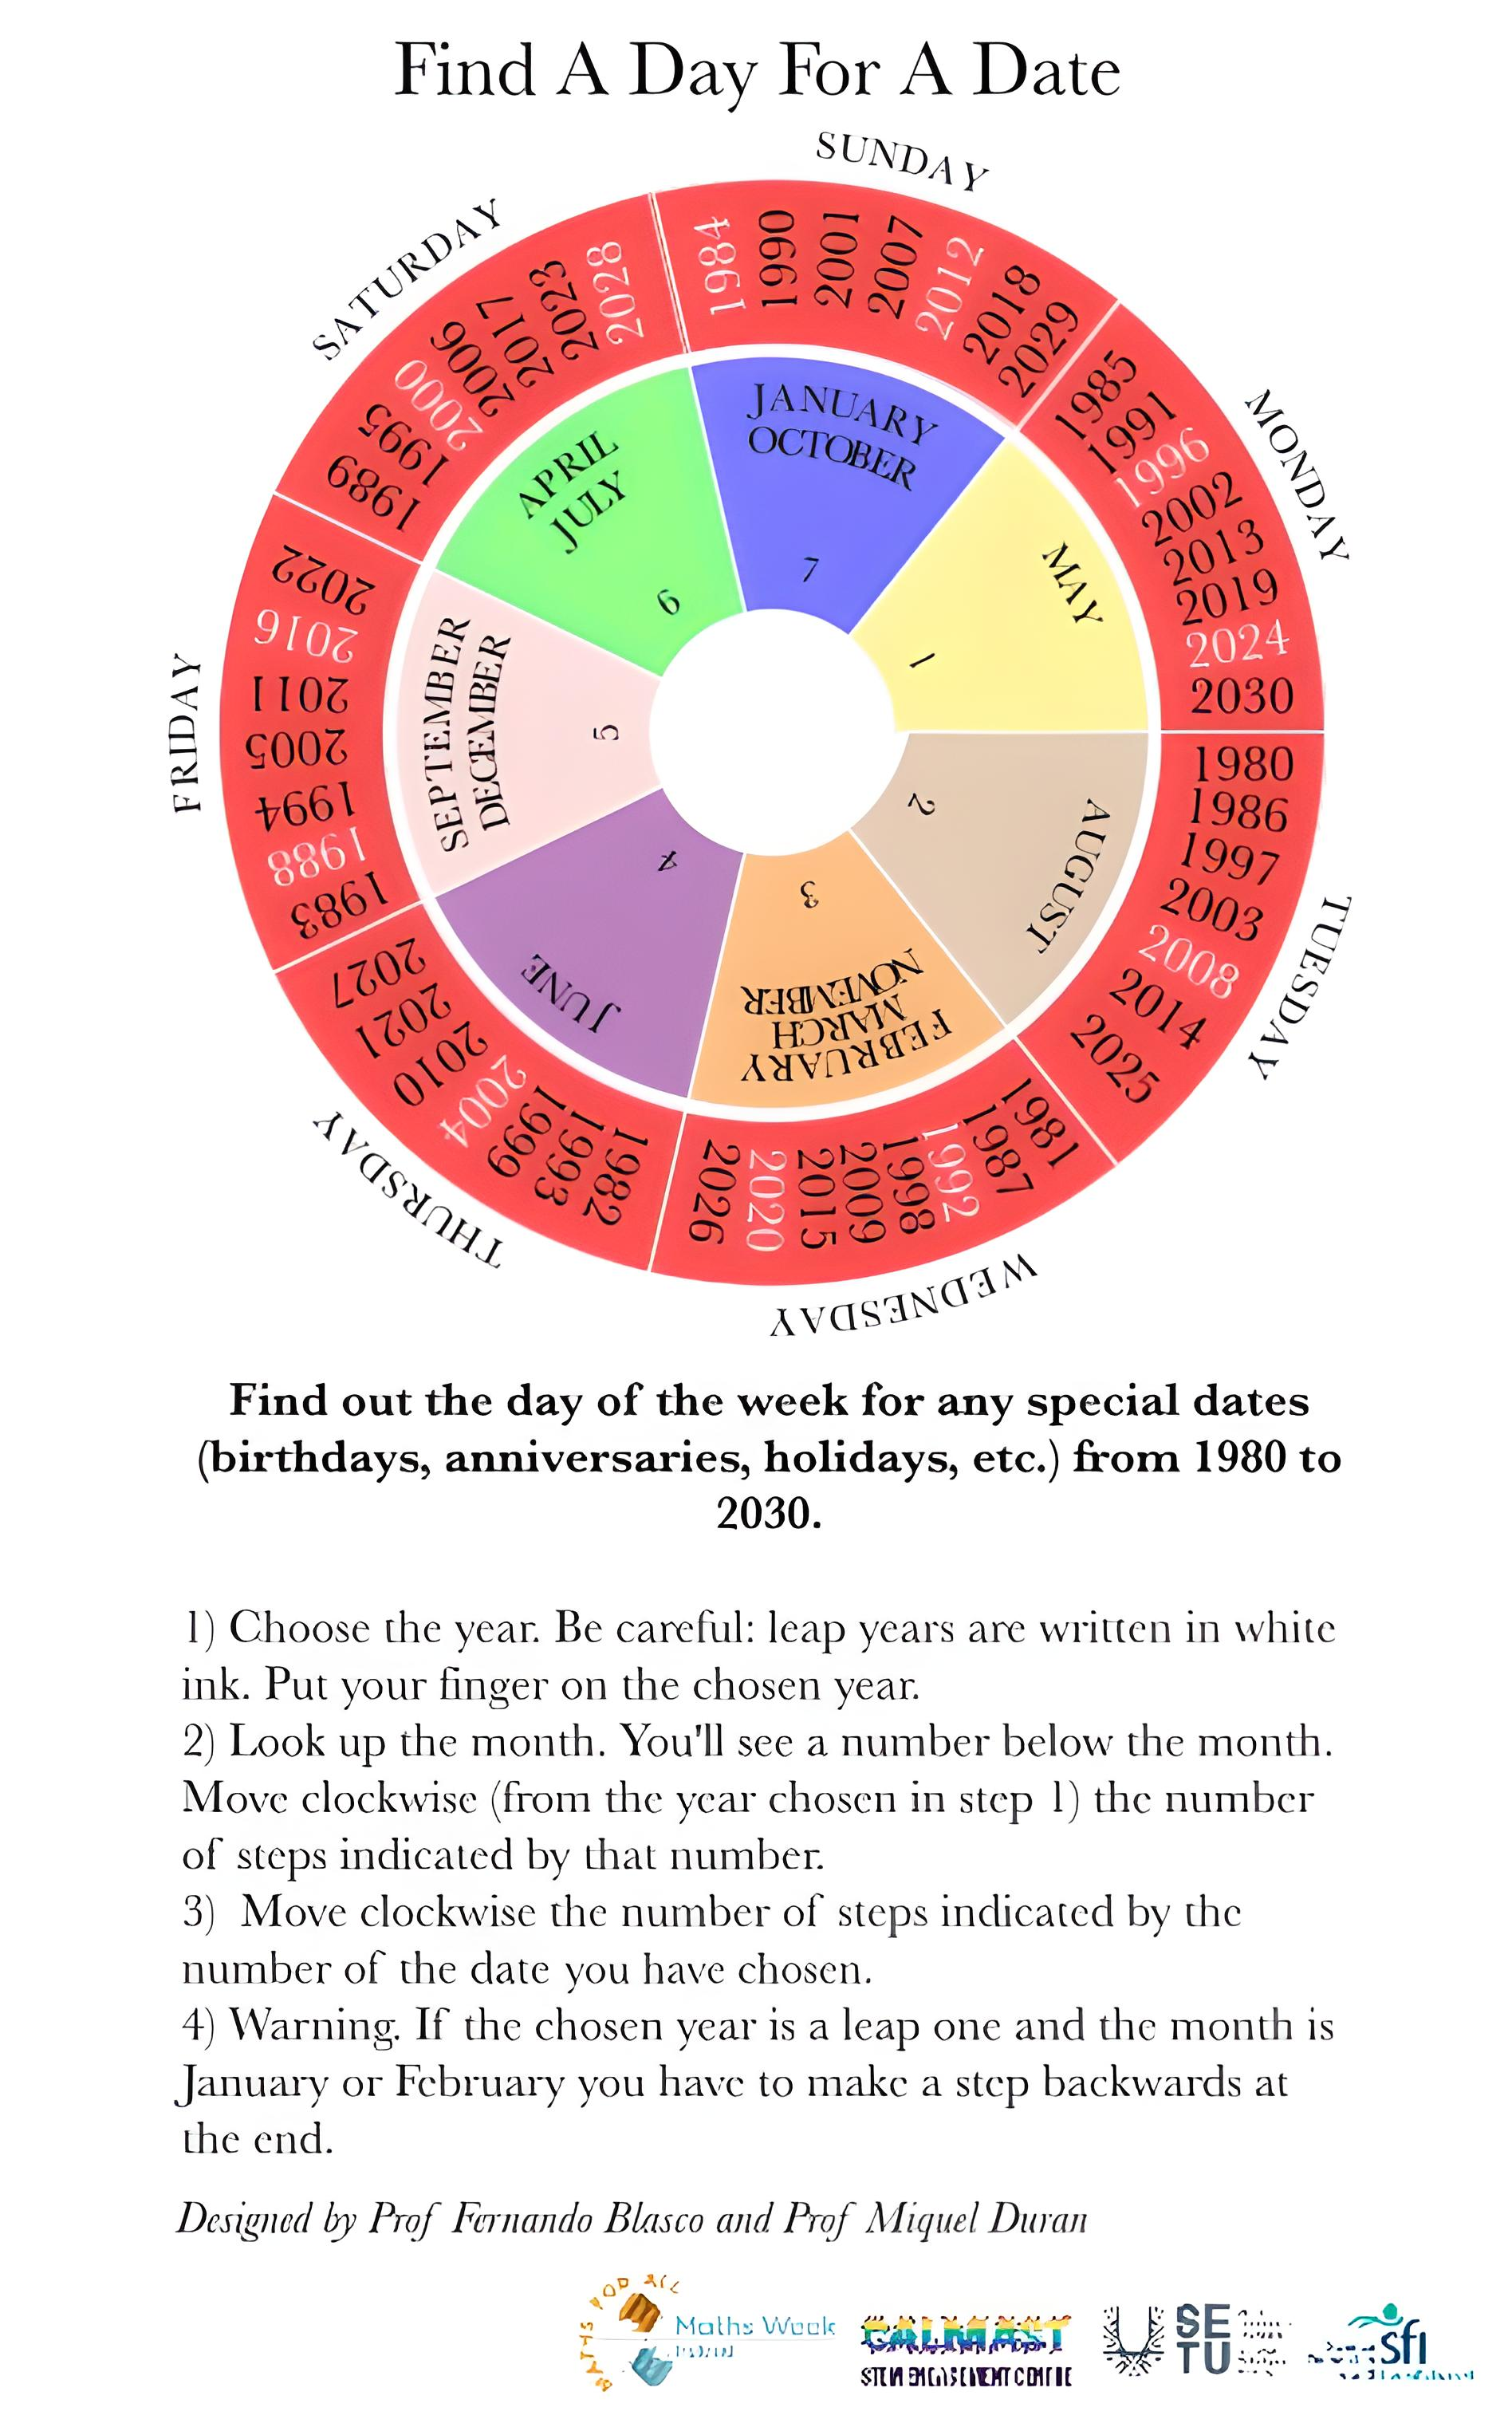 Find A Day For A Date
SUNDAY
1984
1990
2001
2007
2012
2018
2029
MONDAY
1985
1991
1996
2002
2013
2019
2024
2030
TUESDAY
1980
1986
1997
2003
2008
2014
2025
WEDNESDAY
1981
1987
1992
1998
2009
2015
2020
2026
THURSDAY
1982
1993
1999
2004
2010
2021
2027
FRIDAY
1983
1988
1994
2005
2011
2016
2022
SATURDAY
1989
1995
2000
2006
2017
2023
2028
JANUARY
OCTOBER
7
MAY
1
AUGUST
2
FEBRUARY
MARCH
NOVEMBER
3
JUNE
4
SEPTEMBER
DECEMBER
5
APRIL
JULY
6
Find out the day of the week for any special dates
(birthdays, anniversaries, holidays, etc.) from 1980 to
2030.
1) Choose the year. Be careful: leap years are written in white
ink. Put your finger on the chosen year.
2) Look up the month. You'll see a number below the month.
Move clockwise (from the year chosen in step 1) the number
of steps indicated by that number.
3) Move clockwise the number of steps indicated by the
number of the date you have chosen.
4) Warning. If the chosen year is a leap one and the month is
January or February you have to make a step backwards at
the end.
Designed by Prof Fernando Blasco and Prof Miquel Duran
Maths Week
CALMAST
SE
TU
sfi